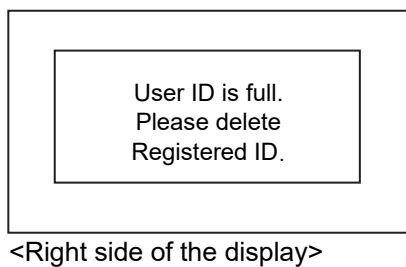 User ID is full.
Please delete
Registered ID.
<Right side of the display>